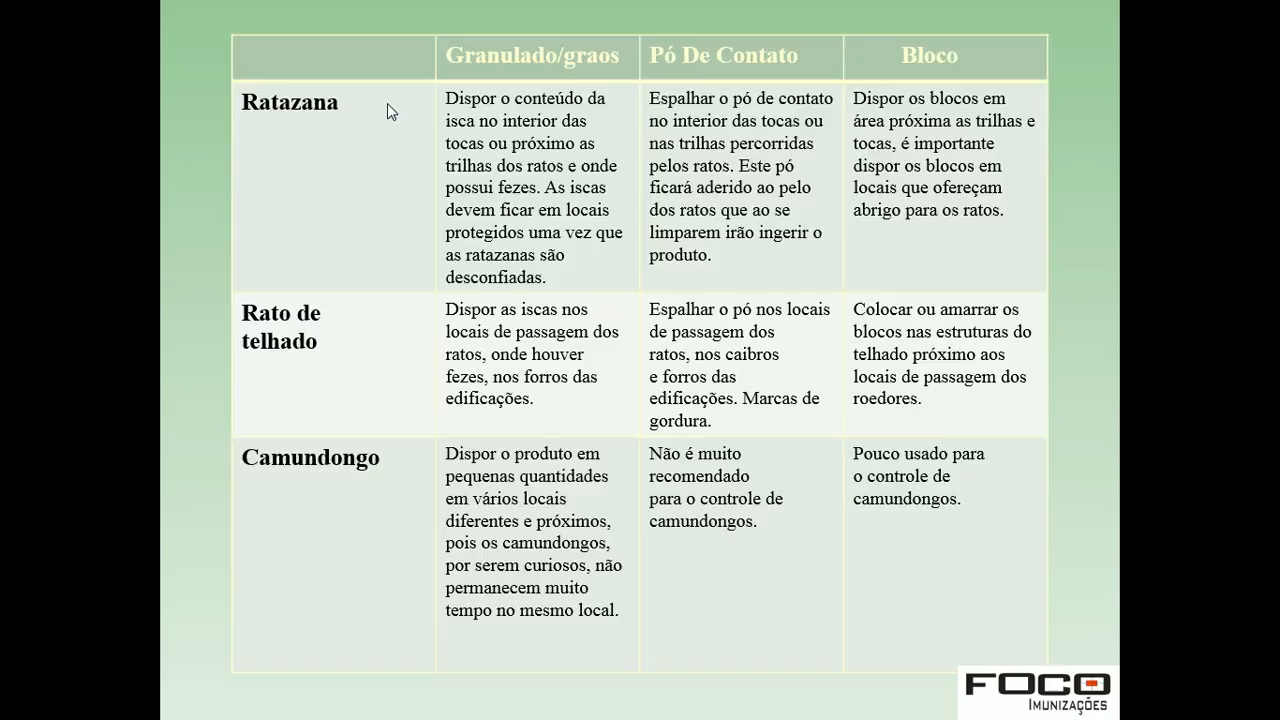 Granulado/graos
Pó De Contato
Bloco
Ratazana
Dispor o conteúdo da
isca no interior das
tocas ou próximo as
trilhas dos ratos e onde
possui fezes. As iscas
devem ficar em locais
protegidos uma vez que
as ratazanas são
desconfiadas.
Espalhar o pó de contato
no interior das tocas ou
nas trilhas percorridas
pelos ratos. Este pó
ficará aderido ao pelo
dos ratos que ao se
limparem irão ingerir o
produto.
Dispor os blocos em
área próxima as trilhas e
tocas, é importante
dispor os blocos em
locais que ofereçam
abrigo para os ratos.
Rato de
telhado
Dispor as iscas nos
locais de passagem dos
ratos, onde houver
fezes, nos forros das
edificações.
Espalhar o pó nos locais
de passagem dos
ratos, nos caibros
e forros das
edificações. Marcas de
gordura.
Colocar ou amarrar os
blocos nas estruturas do
telhado próximo aos
locais de passagem dos
roedores.
Camundongo
Dispor o produto em
pequenas quantidades
em vários locais
diferentes e próximos,
pois os camundongos,
por serem curiosos, não
permanecem muito
tempo no mesmo local.
Não é muito
recomendado
para o controle de
camundongos.
Pouco usado para
o controle de
camundongos.
FOCO
IMUNIZAÇÕES